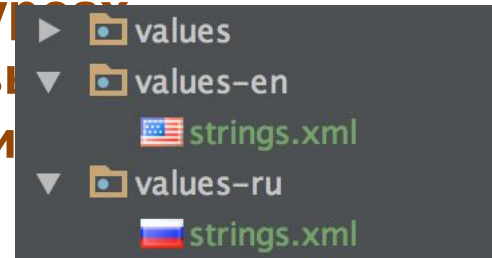 values
values-en
strings.xml
values-ru
strings.xml